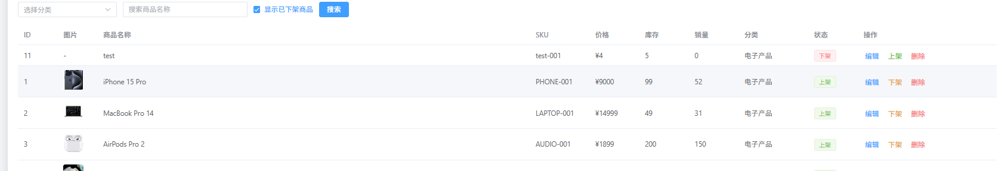 选择分类 搜索商品名称 显示已下架商品 搜索
ID 图片 商品名称 SKU 价格 库存 销量 分类 状态 操作
11 - test test-001 ¥4 5 0 电子产品 下架 编辑 上架 删除
1 iPhone 15 Pro PHONE-001 ¥9000 99 52 电子产品 上架 编辑 下架 删除
2 MacBook Pro 14 LAPTOP-001 ¥14999 49 31 电子产品 上架 编辑 下架 删除
3 AirPods Pro 2 AUDIO-001 ¥1899 200 150 电子产品 上架 编辑 下架 删除